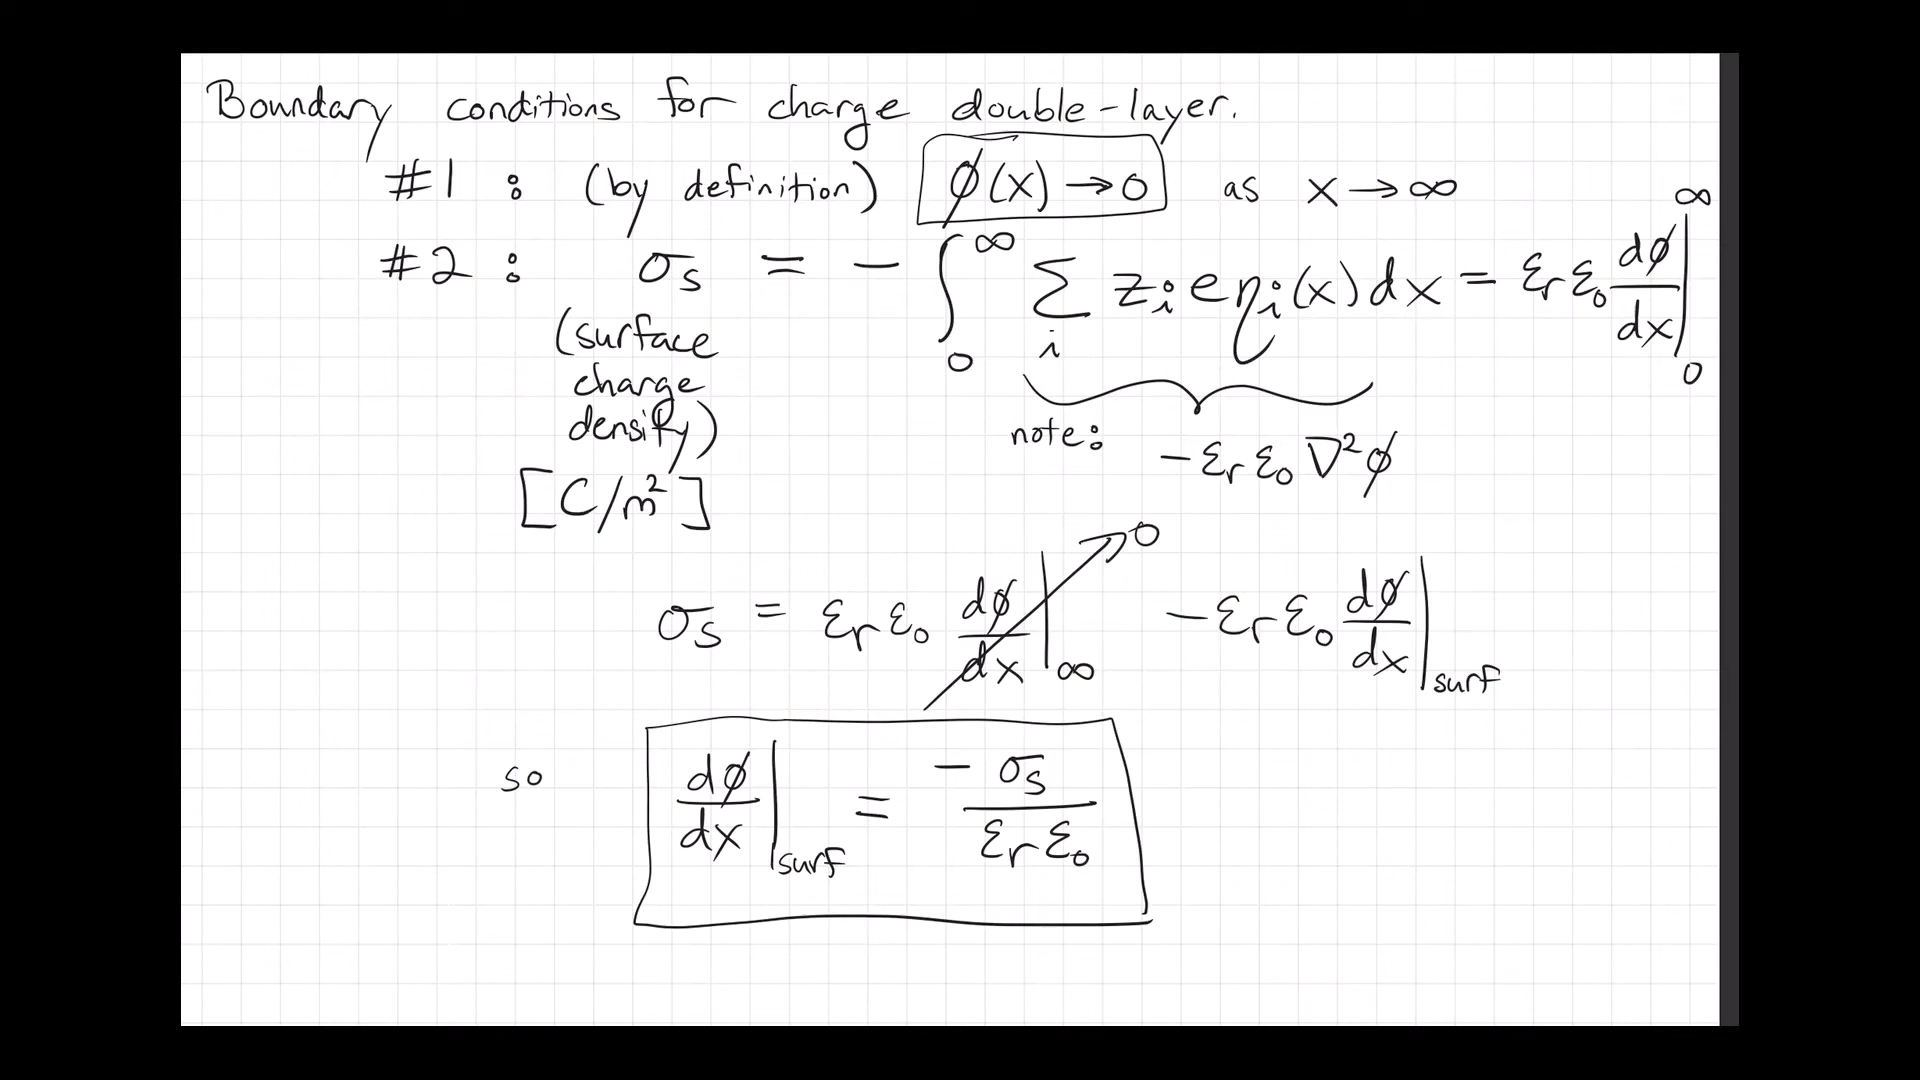 Boundary conditions for charge double-layer.
#1 : (by definition) ϕ(x) → 0 as x → ∞
#2 : σₛ = − ∫₀^∞ ∑ᵢ zᵢ e ηᵢ(x) dx = εᵣ ε₀ dϕ/dx |₀^∞
(surface
charge
density)
[C/m²]
note: − εᵣ ε₀ ∇² ϕ
σₛ = εᵣ ε₀ dϕ/dx |∞ → 0 − εᵣ ε₀ dϕ/dx |surf
so dϕ/dx |surf = − σₛ / εᵣ ε₀